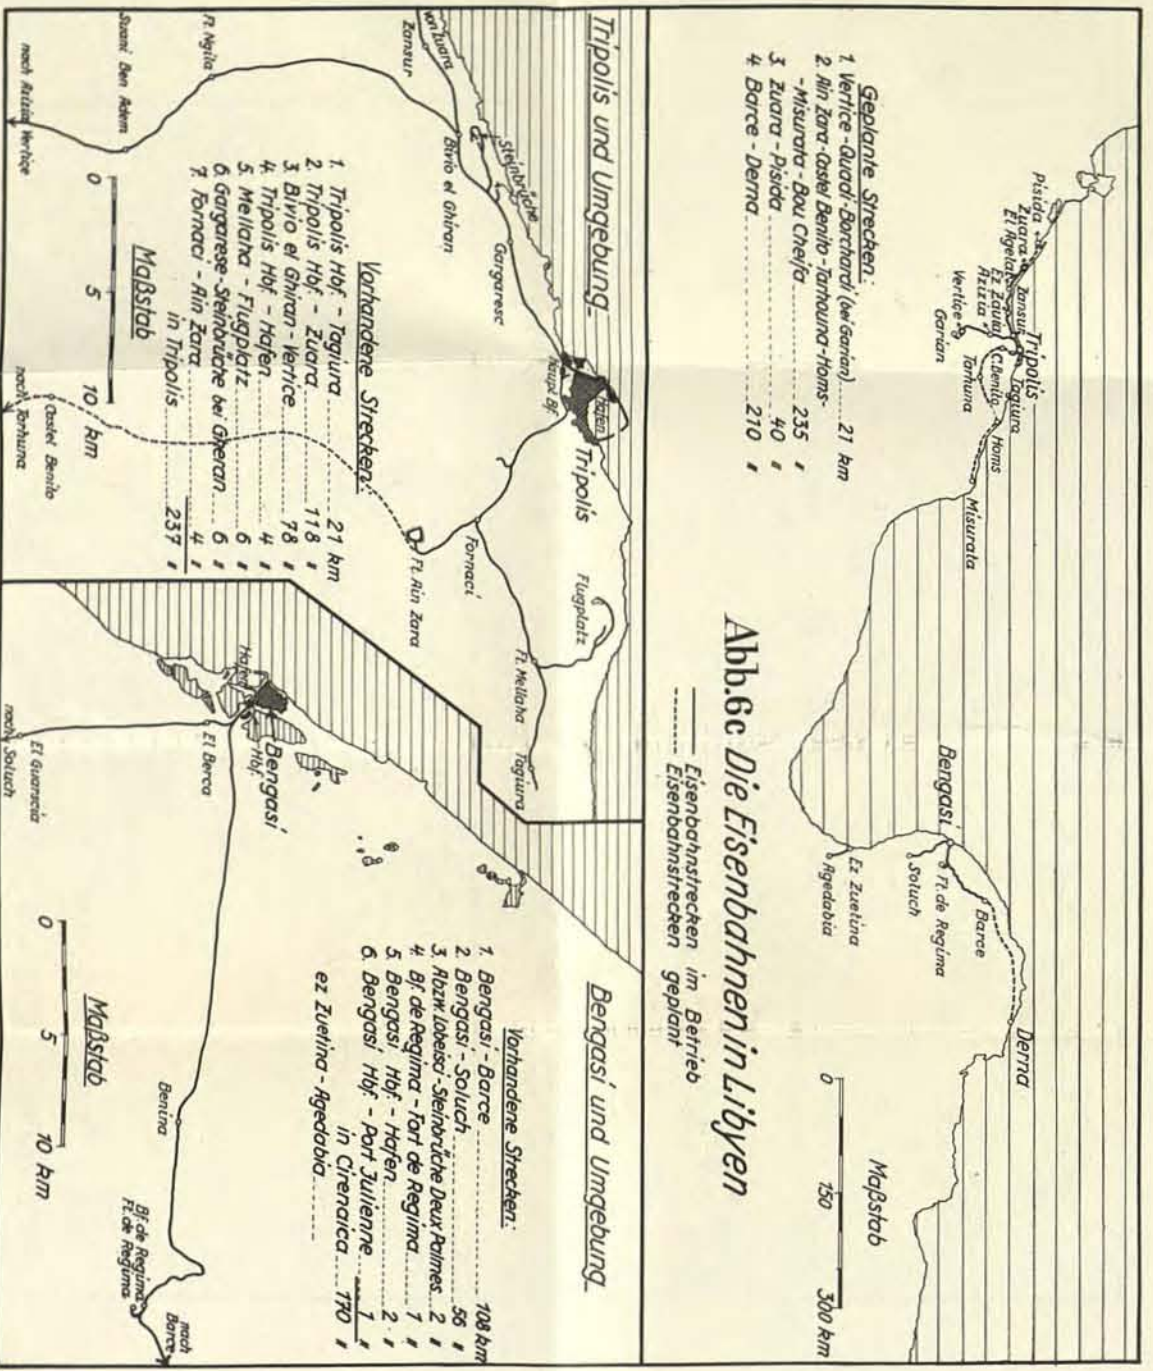 Abb.6c Die Eisenbahnen in Libyen
Eisenbahnstrecken im Betrieb
Eisenbahnstrecken geplant
Geplante Strecken:
1. Vertice-Quadi-Borchardi (bei Garian)......21 km
2. Ain Zara-Castel Benito-Tarhouna-Homs-
-Misurata-Bou Cheifa............235 "
3. Zuara-Pisida............40 "
4. Barce-Derna............210 "
Pisida
Zuara
El Agelat
Zansur
Ez Zauia
Azizia
Vertice
Garian
Tripolis
Tagiura
C. Benito
Tarhuna
Homs
Misurata
Bengasi
Ft. de Regima
Soluch
Ez Zuetina
Agedabia
Barce
Derna
Maßstab
0 150 300 km
Tripolis und Umgebung
von Zuara
Zansur
Steinbrüche
Bivio el Ghiran
Gargaresc
Ft. Ngila
Suani Ben Adem
nach Azizia Vertice
Haupt Bf.
Hafen
Tripolis
Fornaci
Ft. Ain Zara
Flugplatz
Ft. Mellaha
Tagiura
Castel Benito
nach Tarhuna
Vorhandene Strecken:
1. Tripolis Hbf. - Tagiura........21 km
2. Tripolis Hbf. - Zuara........118 "
3. Bivio el Ghiran-Vertice........78 "
4. Tripolis Hbf. - Hafen........4 "
5. Mellaha - Flugplatz........6 "
6. Gargarese-Steinbrüche bei Gheran....6 "
7. Fornaci - Ain Zara........4 "
in Tripolis........237 "
0 5 10 km
Maßstab
Bengasi und Umgebung
Hafen
Bengasi
Hbf.
El Berca
El Guarscia
nach Soluch
Benina
Bf. de Regima
Ft. de Regima
nach Barce
Vorhandene Strecken:
1. Bengasi - Barce............108 km
2. Bengasi - Soluch............56 "
3. Abzw. Lobeisci-Steinbrüche Deux Palmes...2 "
4. Bf. de Regima - Fort de Regima......1 "
5. Bengasi Hbf. - Hafen............2 "
6. Bengasi Hbf. - Port Julienne......1 "
in Cirenaica......170 "
ez Zuetina-Agedabia............
0 5 10 km
Maßstab